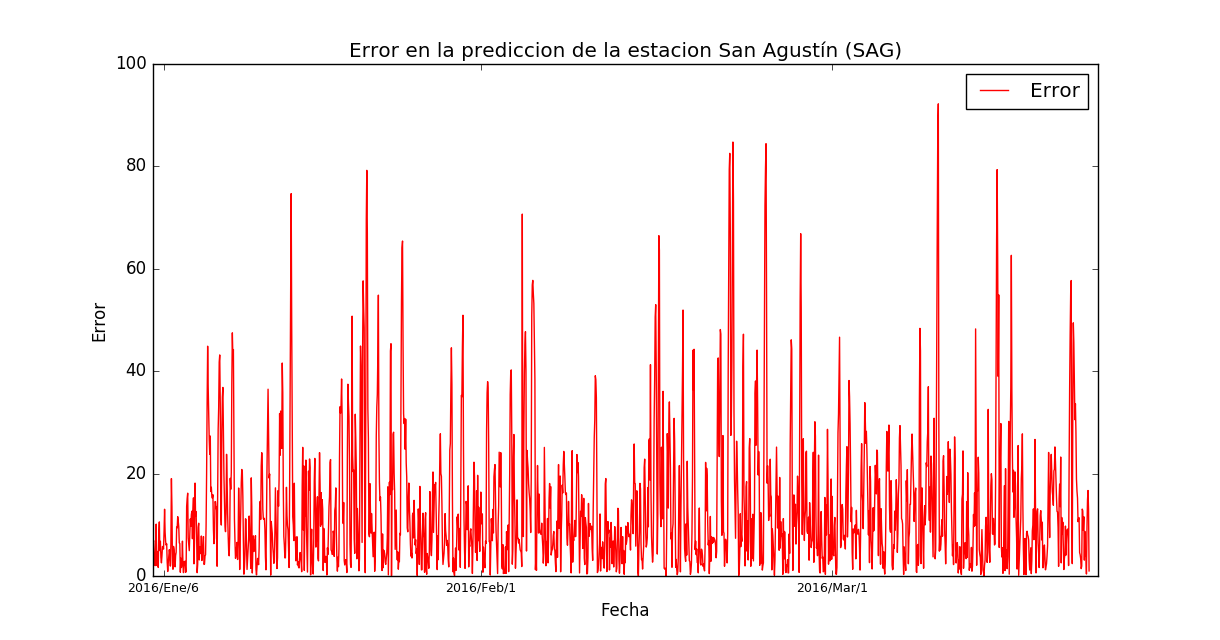 Error en la prediccion de la estacion San Agustín (SAG)
100
Error
80
60
40
20
0
Error
2016/Ene/6
2016/Feb/1
2016/Mar/1
Fecha